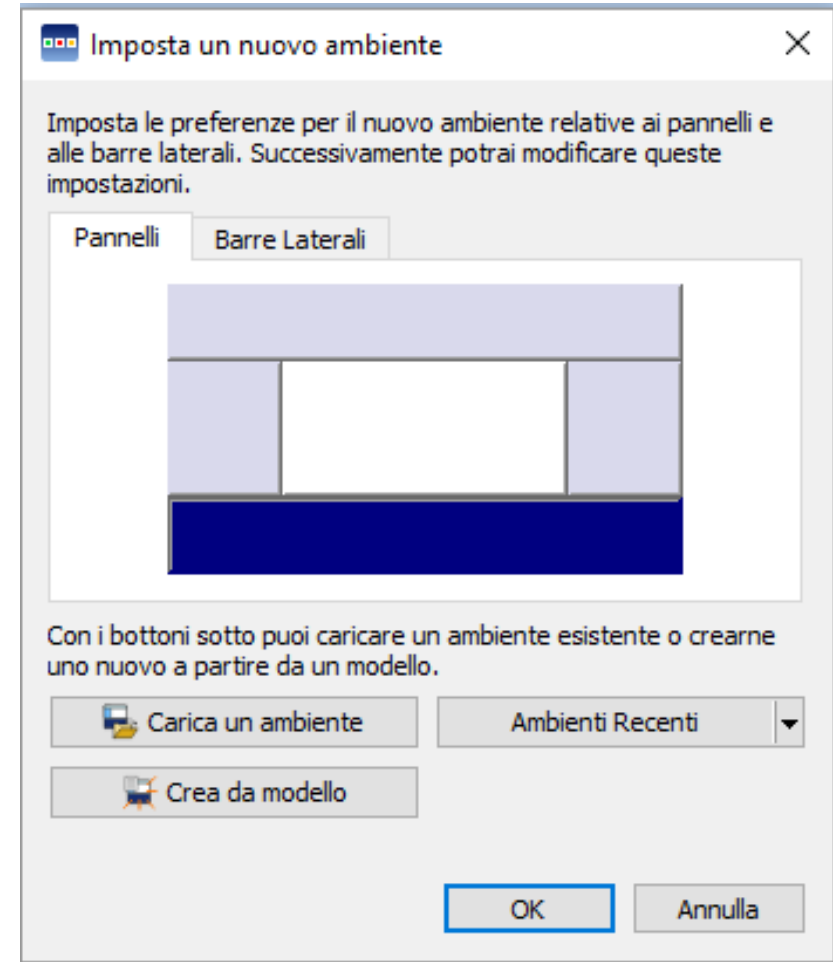 Imposta un nuovo ambiente
Imposta le preferenze per il nuovo ambiente relative ai pannelli e
alle barre laterali. Successivamente potrai modificare queste
impostazioni.
Pannelli
Barre Laterali
Con i bottoni sotto puoi caricare un ambiente esistente o crearne
uno nuovo a partire da un modello.
Carica un ambiente
Ambienti Recenti
Crea da modello
OK
Annulla